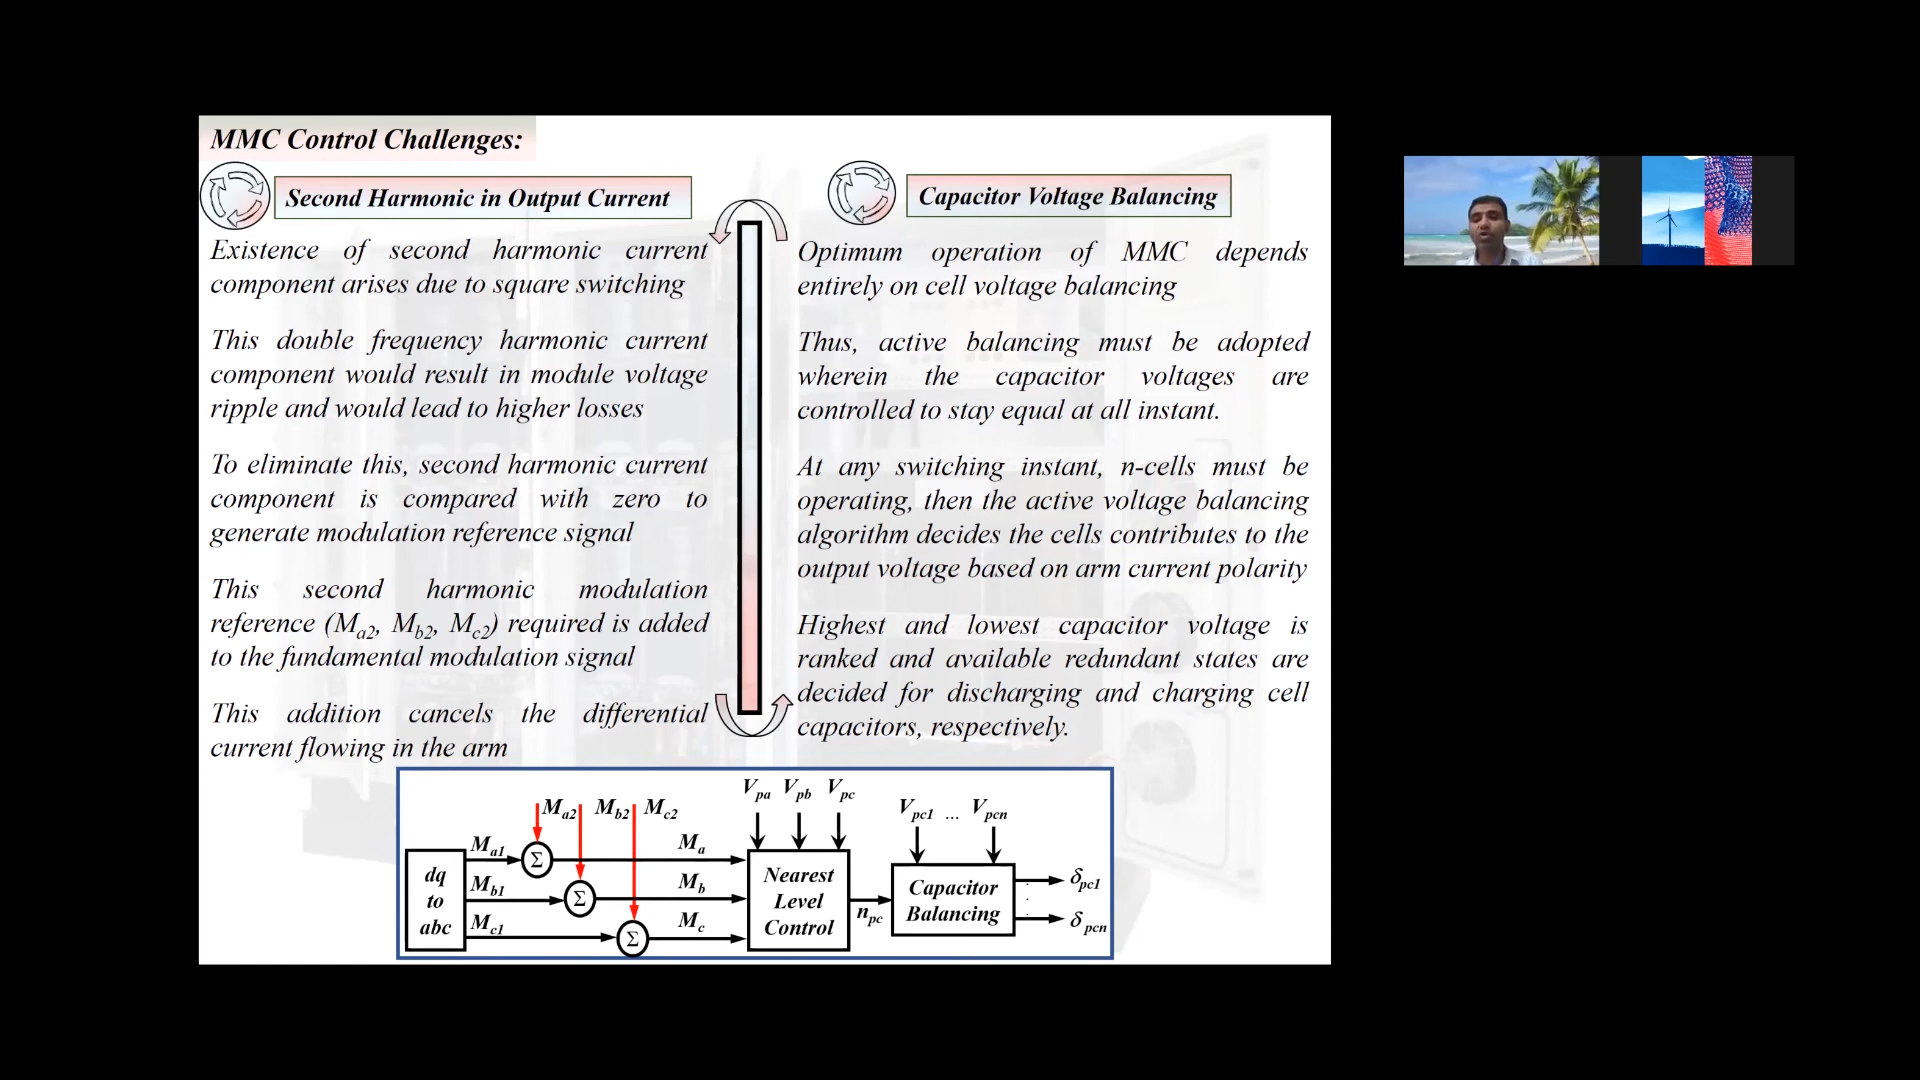 MMC Control Challenges:
Second Harmonic in Output Current
Existence of second harmonic current
component arises due to square switching
This double frequency harmonic current
component would result in module voltage
ripple and would lead to higher losses
To eliminate this, second harmonic current
component is compared with zero to
generate modulation reference signal
This second harmonic modulation
reference (Ma2, Mb2, Mc2) required is added
to the fundamental modulation signal
This addition cancels the differential
current flowing in the arm
Capacitor Voltage Balancing
Optimum operation of MMC depends
entirely on cell voltage balancing
Thus, active balancing must be adopted
wherein the capacitor voltages are
controlled to stay equal at all instant.
At any switching instant, n-cells must be
operating, then the active voltage balancing
algorithm decides the cells contributes to the
output voltage based on arm current polarity
Highest and lowest capacitor voltage is
ranked and available redundant states are
decided for discharging and charging cell
capacitors, respectively.
Vpa Vpb Vpc
Ma2 Mb2 Mc2
Vpc1 ... Vpcn
dq
to
abc
Ma1
Mb1
Mc1
Σ
Σ
Σ
Ma
Mb
Mc
Nearest
Level
Control
npc
Capacitor
Balancing
δpc1
δpcn